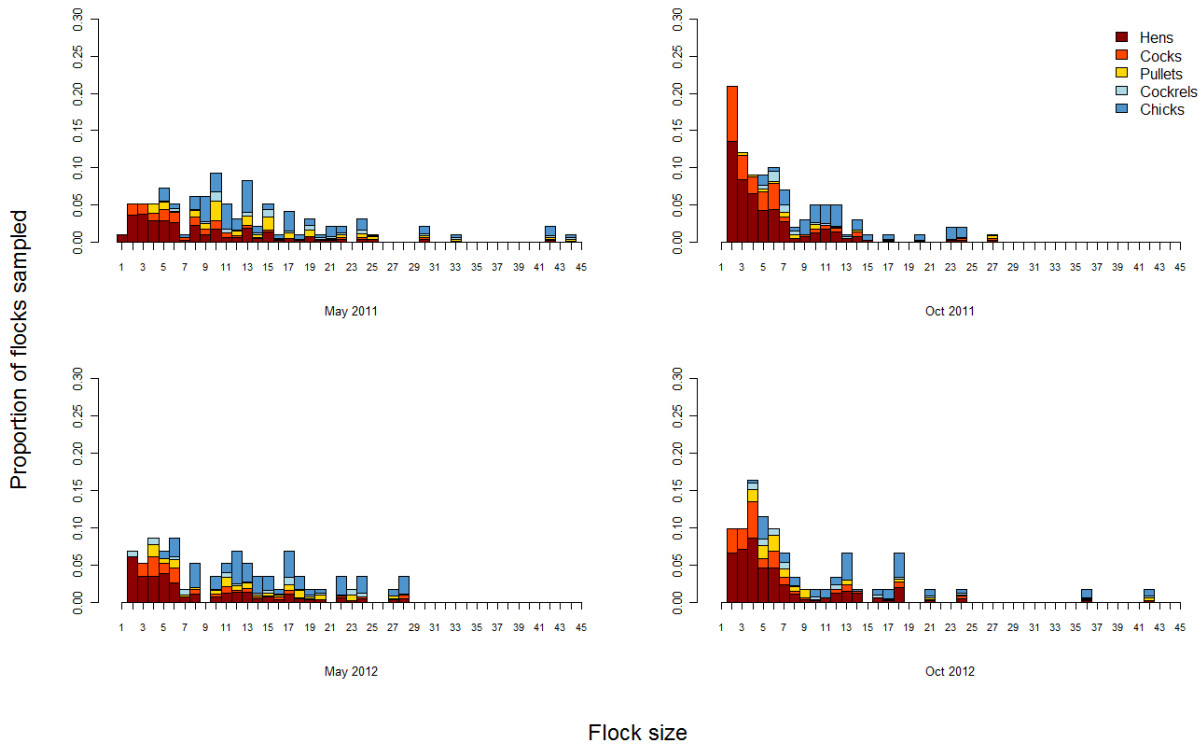 Proportion of flocks sampled
0.00 0.05 0.10 0.15 0.20 0.25 0.30
1 3 5 7 9 11 13 15 17 19 21 23 25 27 29 31 33 35 37 39 41 43 45
May 2011
0.00 0.05 0.10 0.15 0.20 0.25 0.30
Hens
Cocks
Pullets
Cockrels
Chicks
1 3 5 7 9 11 13 15 17 19 21 23 25 27 29 31 33 35 37 39 41 43 45
Oct 2011
0.00 0.05 0.10 0.15 0.20 0.25 0.30
1 3 5 7 9 11 13 15 17 19 21 23 25 27 29 31 33 35 37 39 41 43 45
May 2012
0.00 0.05 0.10 0.15 0.20 0.25 0.30
1 3 5 7 9 11 13 15 17 19 21 23 25 27 29 31 33 35 37 39 41 43 45
Oct 2012
Flock size